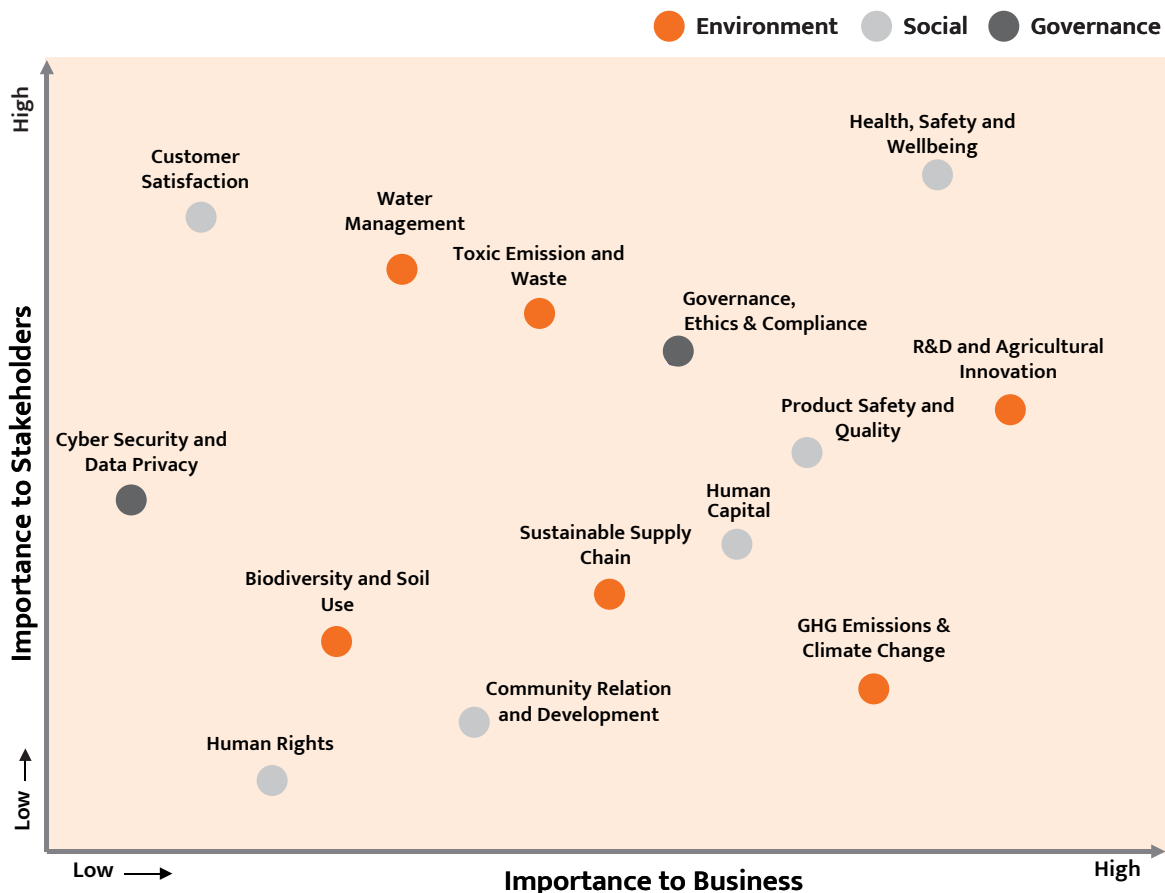 Environment
Social
Governance
High
Health, Safety and
Wellbeing
Customer
Satisfaction
Water
Management
Toxic Emission and
Waste
Governance,
Ethics & Compliance
R&D and Agricultural
Innovation
Product Safety and
Quality
Cyber Security and
Data Privacy
Human
Capital
Sustainable Supply
Chain
Biodiversity and Soil
Use
GHG Emissions &
Climate Change
Community Relation
and Development
Human Rights
Importance to Stakeholders
Low
Low
High
Importance to Business